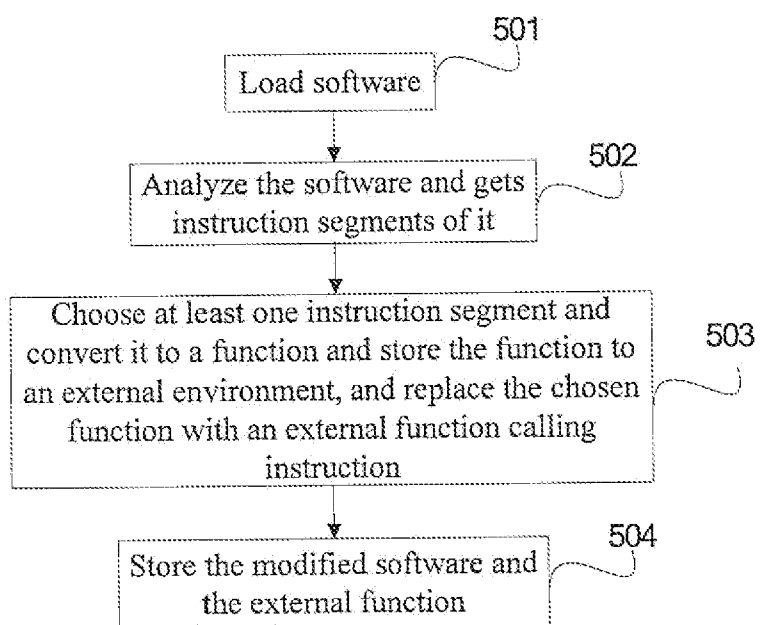 501
Load software
502
Analyze the software and gets
instruction segments of it
Choose at least one instruction segment and
convert it to a function and store the function to
an external environment, and replace the chosen
function with an external function calling
instruction
503
504
Store the modified software and
the external function